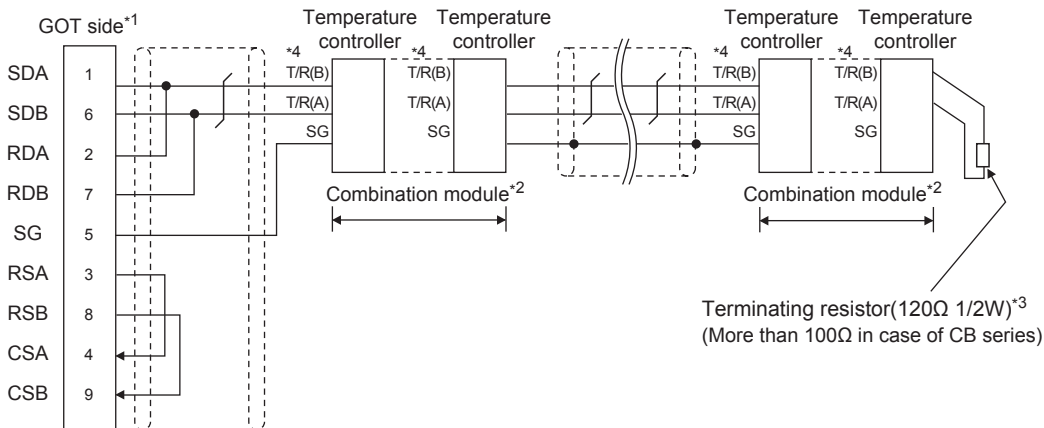 GOT side*1
Temperature controller
Temperature controller
Temperature controller
Temperature controller
*4
*4
*4
*4
SDA 1
SDB 6
RDA 2
RDB 7
SG 5
RSA 3
RSB 8
CSA 4
CSB 9
T/R(B)
T/R(A)
SG
T/R(B)
T/R(A)
SG
T/R(B)
T/R(A)
SG
T/R(B)
T/R(A)
SG
Combination module*2
Combination module*2
Terminating resistor(120Ω 1/2W)*3
(More than 100Ω in case of CB series)